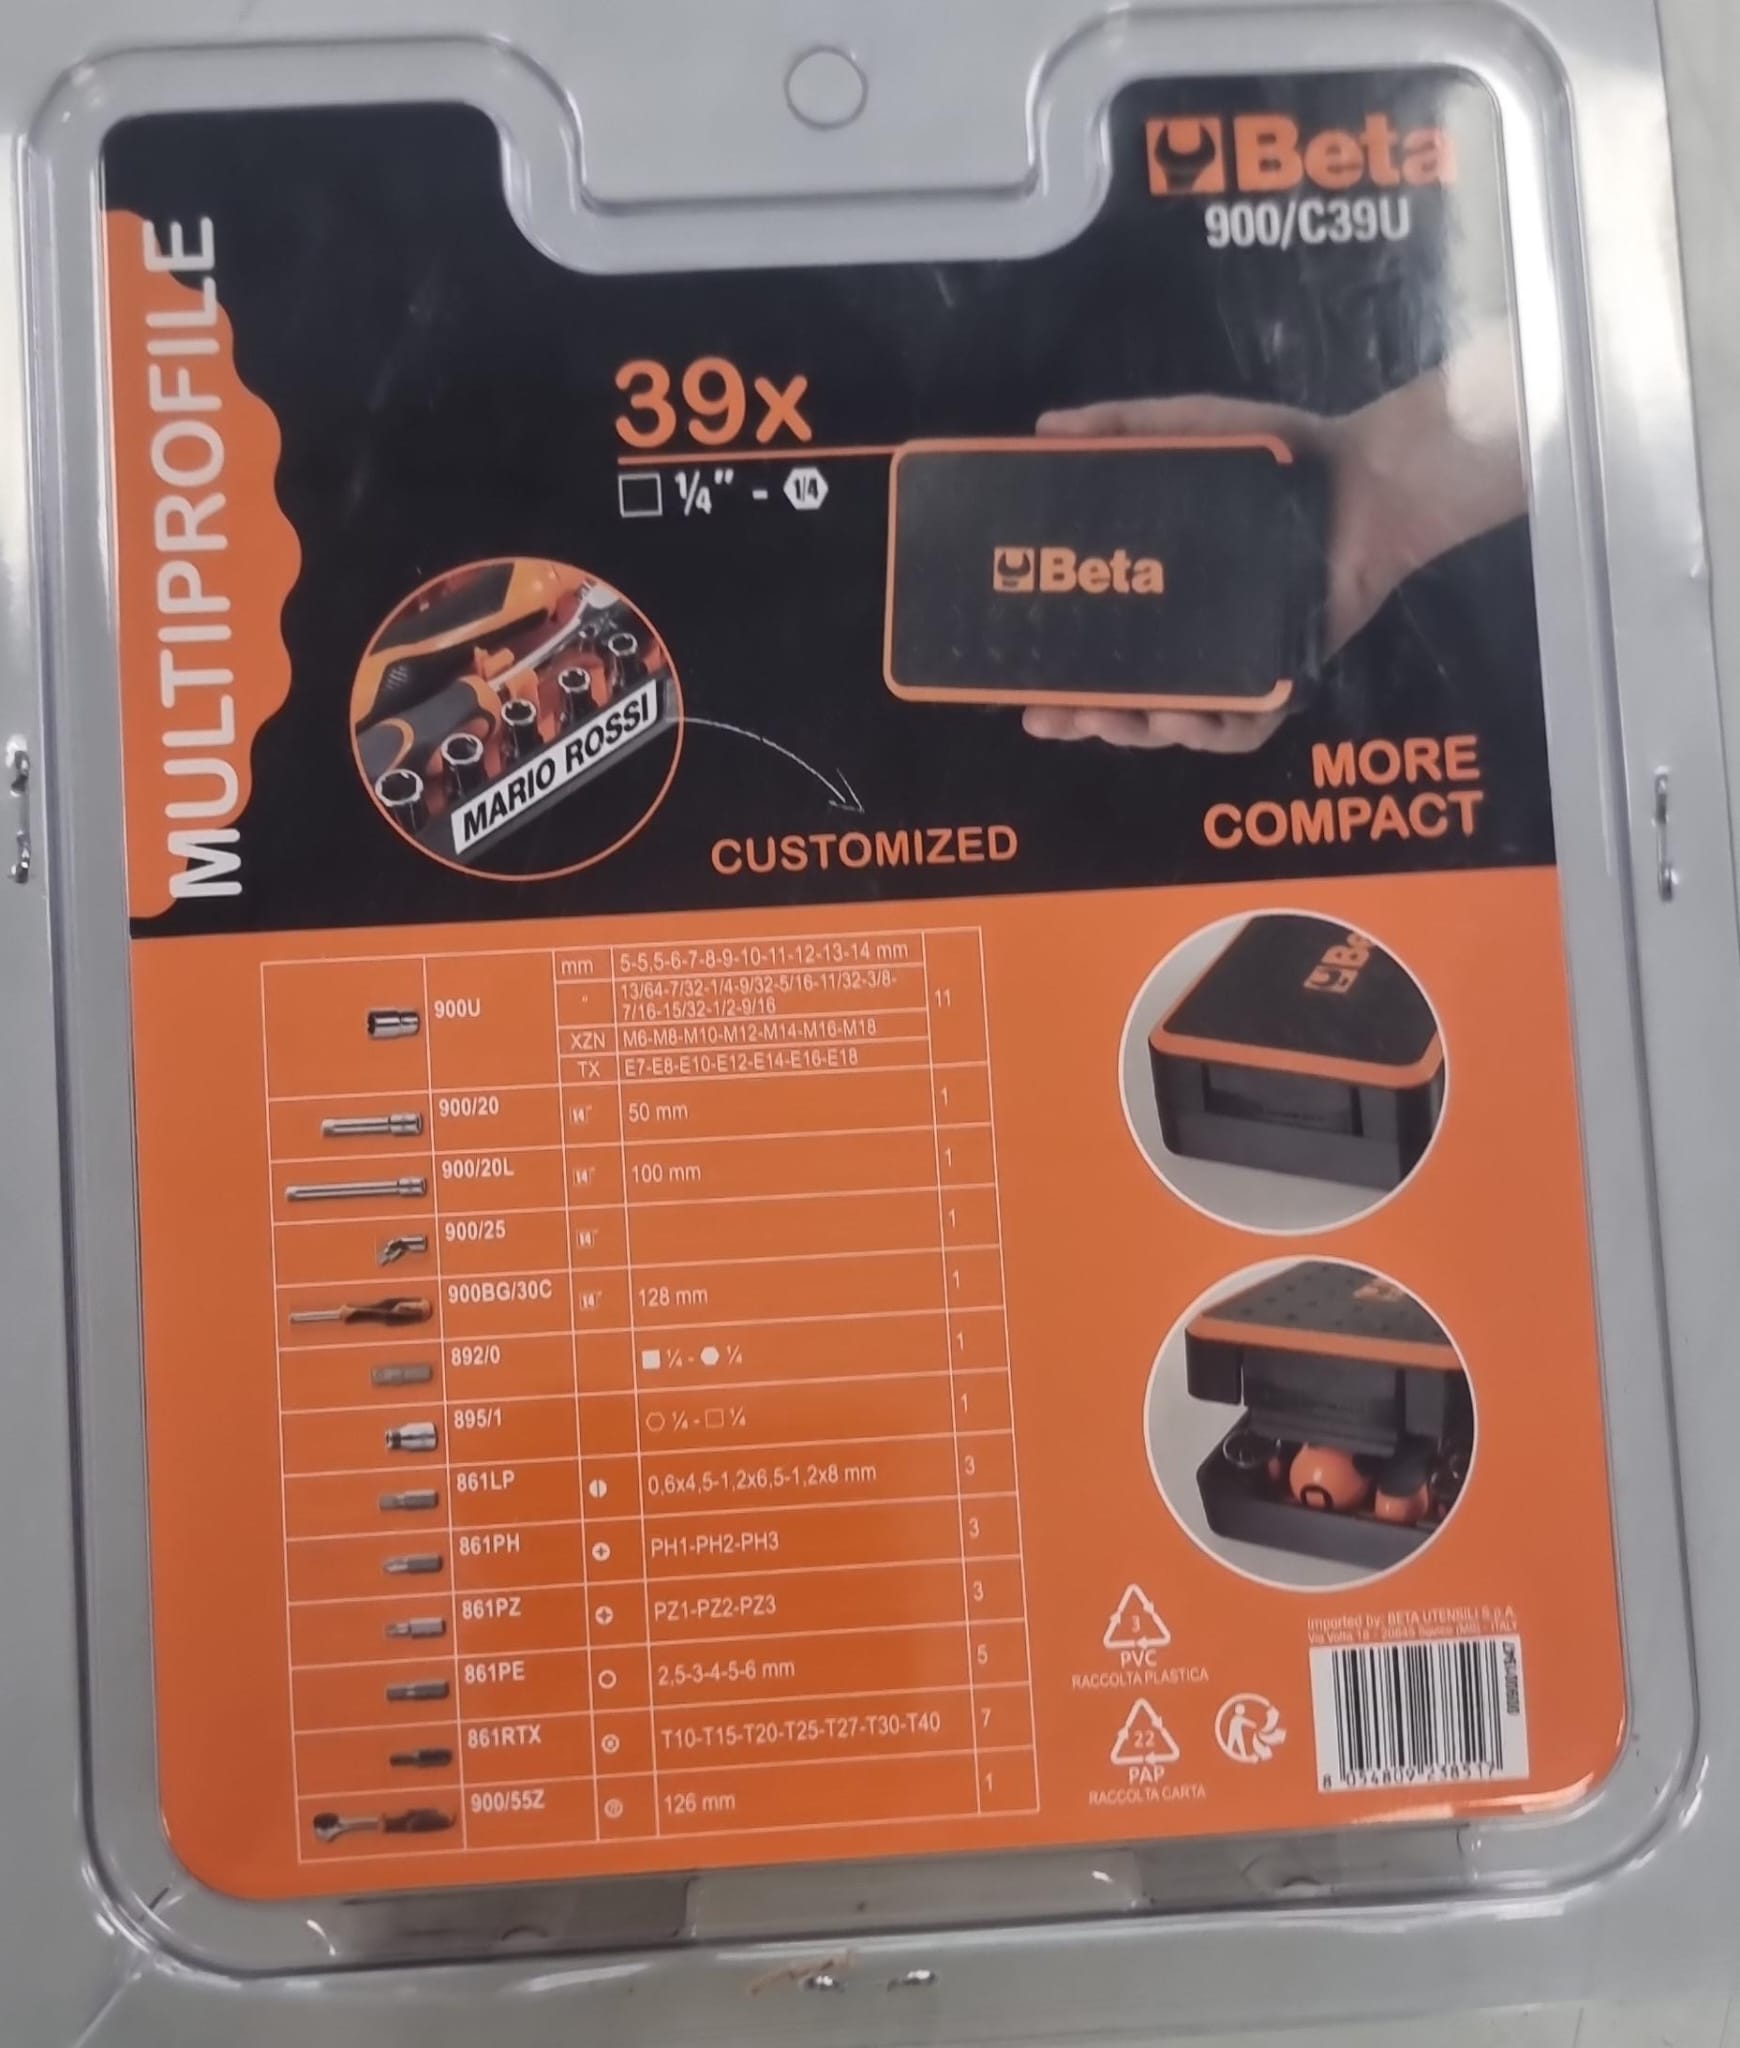 Beta
900/C39U
MULTIPROFILE
39x
1/4" - 1/4
Beta
MARIO ROSSI
CUSTOMIZED
MORE
COMPACT
900U mm 5-5,5-6-7-8-9-10-11-12-13-14 mm 11
" 13/64-7/32-1/4-9/32-5/16-11/32-3/8-
7/16-15/32-1/2-9/16
XZN M6-M8-M10-M12-M14-M16-M18
TX E7-E8-E10-E12-E14-E16-E18
900/20 1/4" 50 mm 1
900/20L 1/4" 100 mm 1
900/25 1/4" 1
900BG/30C 1/4" 128 mm 1
892/0 1/4 - 1/4 1
895/1 1/4 - 1/4 1
861LP 0,6x4,5-1,2x6,5-1,2x8 mm 3
861PH PH1-PH2-PH3 3
861PZ PZ1-PZ2-PZ3 3
861PE 2,5-3-4-5-6 mm 5
861RTX T10-T15-T20-T25-T27-T30-T40 7
900/55Z 126 mm 1
3
PVC
RACCOLTA PLASTICA
22
PAP
RACCOLTA CARTA
Imported by: BETA UTENSILI S.p.A.